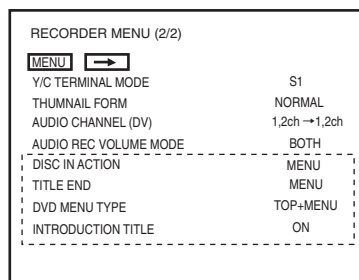 RECORDER MENU (2/2)
MENU →
Y/C TERMINAL MODE S1
THUMNAIL FORM NORMAL
AUDIO CHANNEL (DV) 1,2ch →1,2ch
AUDIO REC VOLUME MODE BOTH
DISC IN ACTION MENU
TITLE END MENU
DVD MENU TYPE TOP+MENU
INTRODUCTION TITLE ON